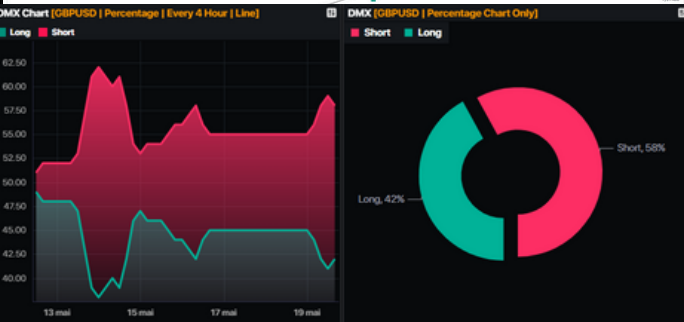 DMX Chart [GBPUSD | Percentage | Every 4 Hour | Line]
Long Short
62.50
60.00
57.50
55.00
52.50
50.00
47.50
45.00
42.50
40.00
13 mai 15 mai 17 mai 19 mai
DMX [GBPUSD | Percentage Chart Only]
Short Long
Short, 58%
Long, 42%